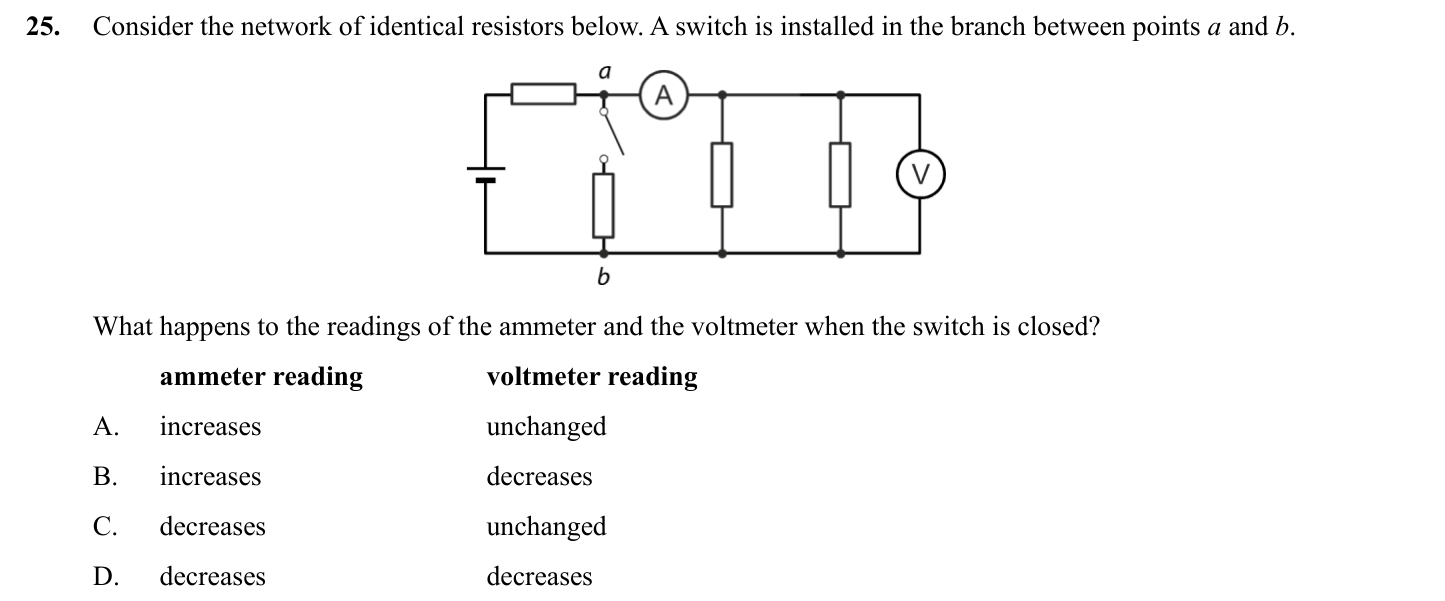 25. Consider the network of identical resistors below. A switch is installed in the branch between points a and b.
a
A
V
b
What happens to the readings of the ammeter and the voltmeter when the switch is closed?
ammeter reading voltmeter reading
A. increases unchanged
B. increases decreases
C. decreases unchanged
D. decreases decreases